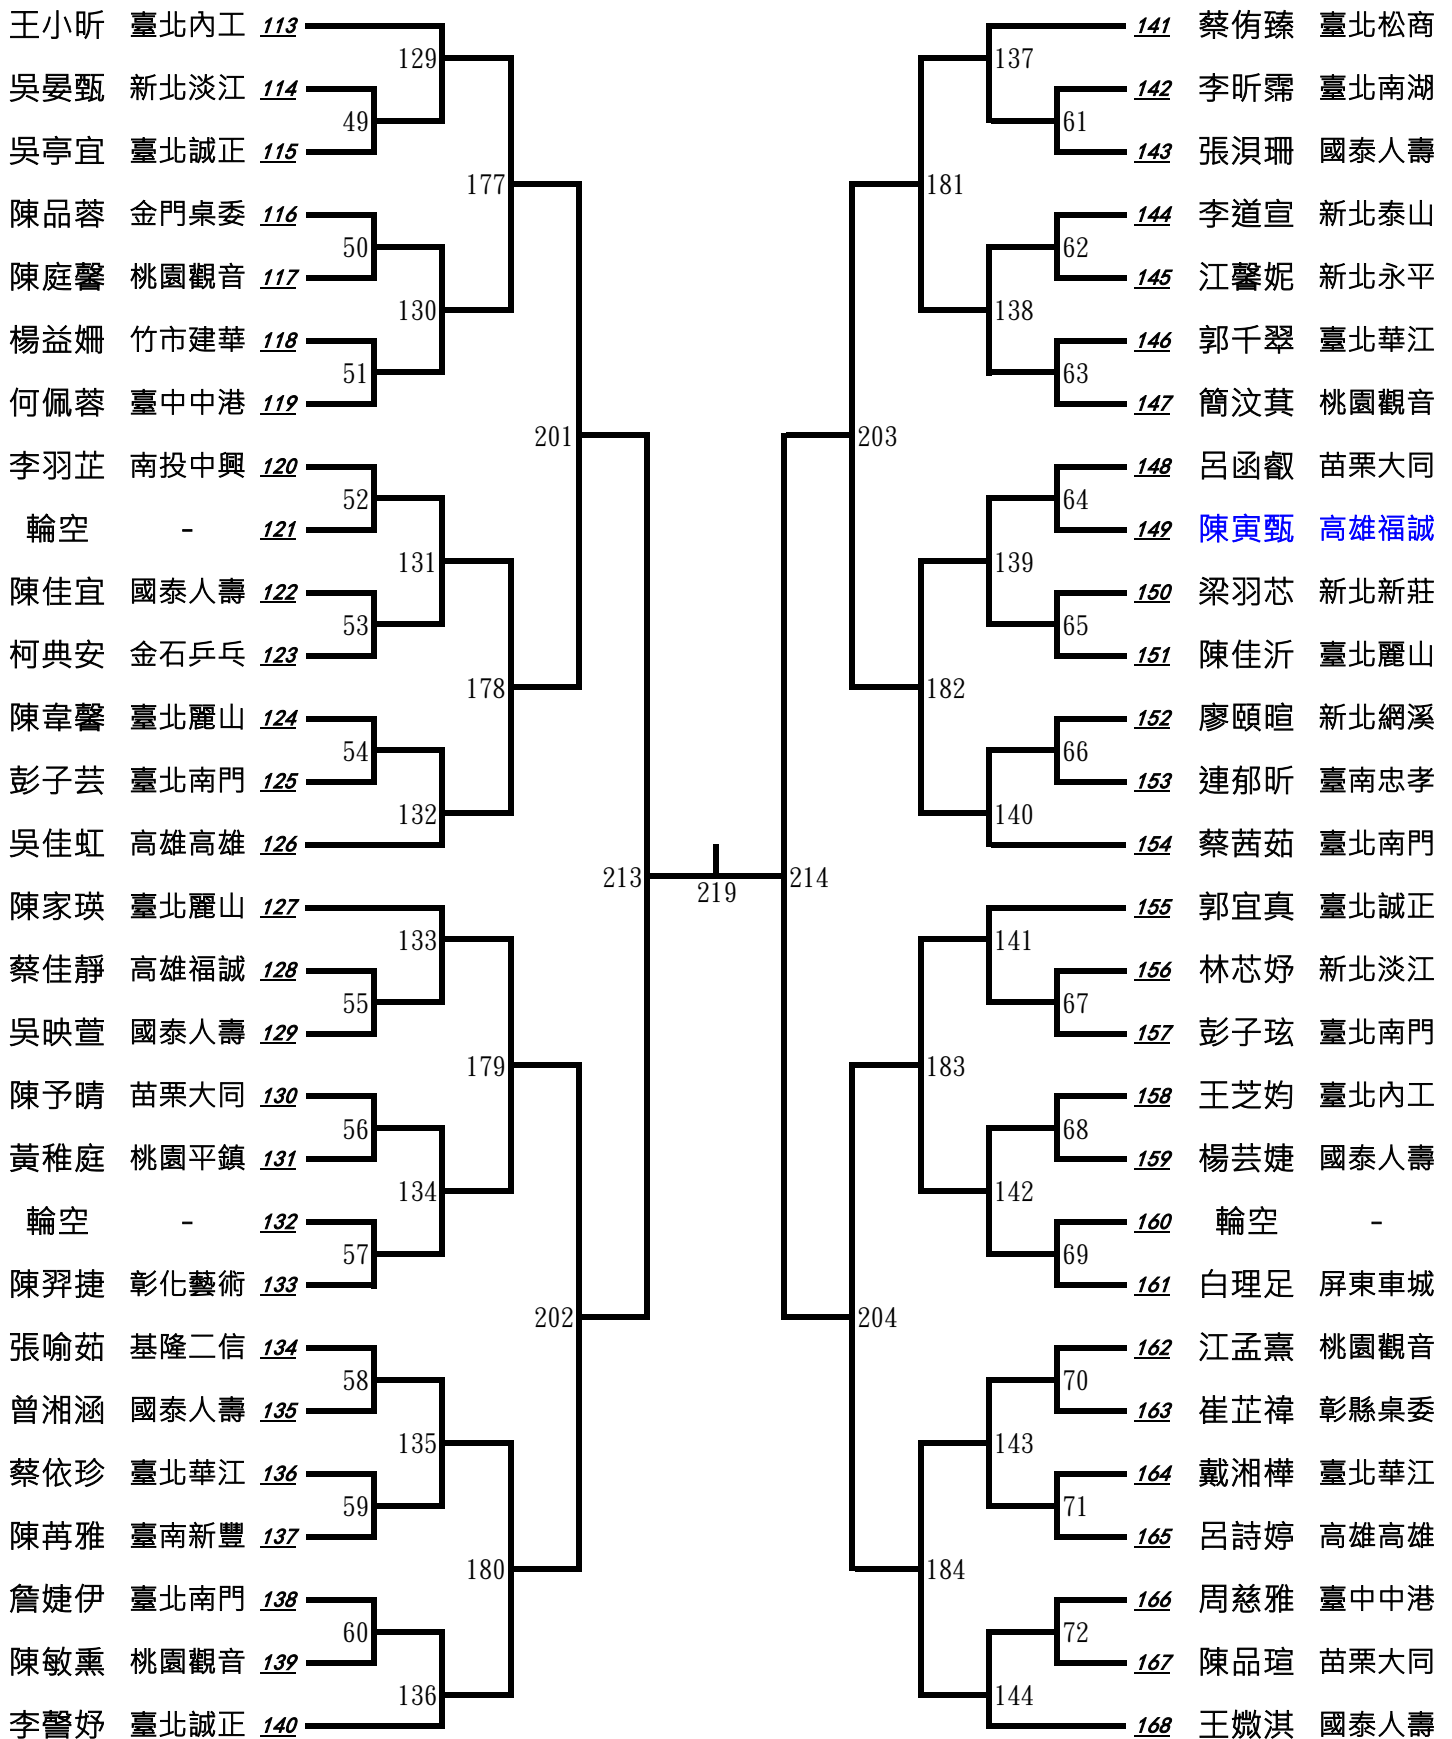 王小昕 臺北內工 113 141 蔡侑臻 臺北松商
129 137
吳晏甄 新北淡江 114 142 李昕霈 臺北南湖
49 61
吳亭宜 臺北誠正 115 143 張浿珊 國泰人壽
177 181
陳品蓉 金門桌委 116 144 李道宣 新北泰山
50 62
陳庭馨 桃園觀音 117 145 江馨妮 新北永平
130 138
楊益姍 竹市建華 118 146 郭千翠 臺北華江
51 63
何佩蓉 臺中中港 119 147 簡汶萁 桃園觀音
201 203
李羽芷 南投中興 120 148 呂函叡 苗栗大同
52 64
輪空 - 121 149 陳寅甄 高雄福誠
131 139
陳佳宜 國泰人壽 122 150 梁羽芯 新北新莊
53 65
柯典安 金石乒乓 123 151 陳佳沂 臺北麗山
178 182
陳韋馨 臺北麗山 124 152 廖頤暄 新北網溪
54 66
彭子芸 臺北南門 125 153 連郁昕 臺南忠孝
132 140
吳佳虹 高雄高雄 126 154 蔡茜茹 臺北南門
213 219 214
陳家瑛 臺北麗山 127 155 郭宜真 臺北誠正
133 141
蔡佳靜 高雄福誠 128 156 林芯妤 新北淡江
55 67
吳映萱 國泰人壽 129 157 彭子玹 臺北南門
179 183
陳予晴 苗栗大同 130 158 王芝妁 臺北內工
56 68
黃稚庭 桃園平鎮 131 159 楊芸婕 國泰人壽
134 142
輪空 - 132 160 輪空 -
57 69
陳羿捷 彰化藝術 133 161 白理足 屏東車城
202 204
張喻茹 基隆二信 134 162 江孟熹 桃園觀音
58 70
曾湘涵 國泰人壽 135 163 崔芷禕 彰縣桌委
135 143
蔡依珍 臺北華江 136 164 戴湘樺 臺北華江
59 71
陳苒雅 臺南新豐 137 165 呂詩婷 高雄高雄
180 184
詹婕伊 臺北南門 138 166 周慈雅 臺中中港
60 72
陳敏熏 桃園觀音 139 167 陳品瑄 苗栗大同
136 144
李謦妤 臺北誠正 140 168 王媺淇 國泰人壽